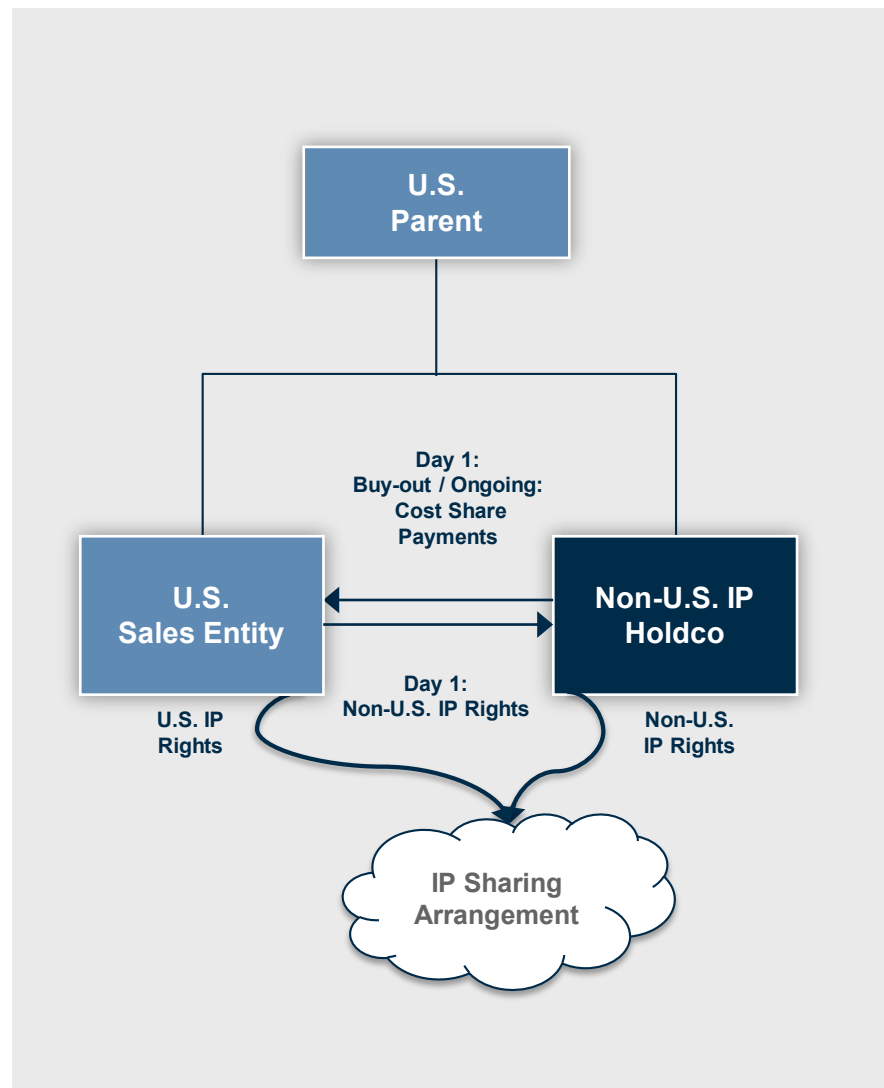 U.S.
Parent
Day 1:
Buy-out / Ongoing:
Cost Share
Payments
U.S.
Sales Entity
Non-U.S. IP
Holdco
Day 1:
Non-U.S. IP Rights
U.S. IP
Rights
Non-U.S.
IP Rights
IP Sharing
Arrangement